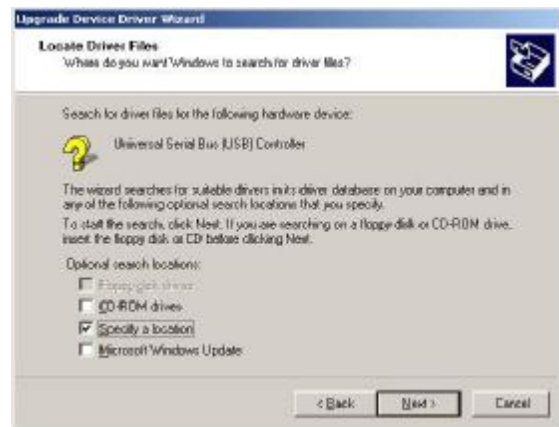 Upgrade Device Driver Wizard
Locate Driver Files
Where do you want Windows to search for driver files?
Search for driver files for the following hardware device:
Universal Serial Bus (USB) Controller
The wizard searches for suitable drivers in its driver database on your computer and in
any of the following optional search locations that you specify.
To start the search, click Next. If you are searching on a floppy disk or CD-ROM drive,
insert the floppy disk or CD before clicking Next.
Optional search locations:
Floppy disk drives
CD-ROM drives
Specify a location
Microsoft Windows Update
< Back
Next >
Cancel